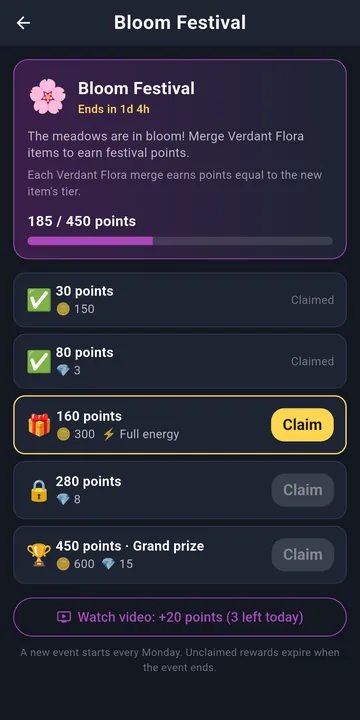 Bloom Festival
Bloom Festival
Ends in 1d 4h
The meadows are in bloom! Merge Verdant Flora
items to earn festival points.
Each Verdant Flora merge earns points equal to the new
item's tier.
185 / 450 points
30 points
150
Claimed
80 points
3
Claimed
160 points
300 ⚡ Full energy
Claim
280 points
8
Claim
450 points · Grand prize
600 15
Claim
Watch video: +20 points (3 left today)
A new event starts every Monday. Unclaimed rewards expire when
the event ends.